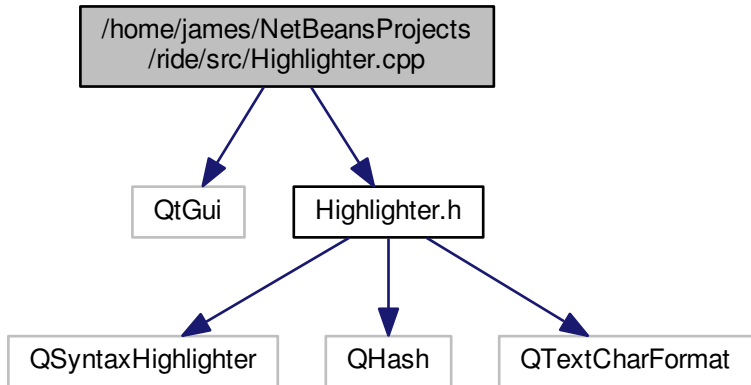 /home/james/NetBeansProjects
/ride/src/Highlighter.cpp
QtGui
Highlighter.h
QSyntaxHighlighter
QHash
QTextCharFormat